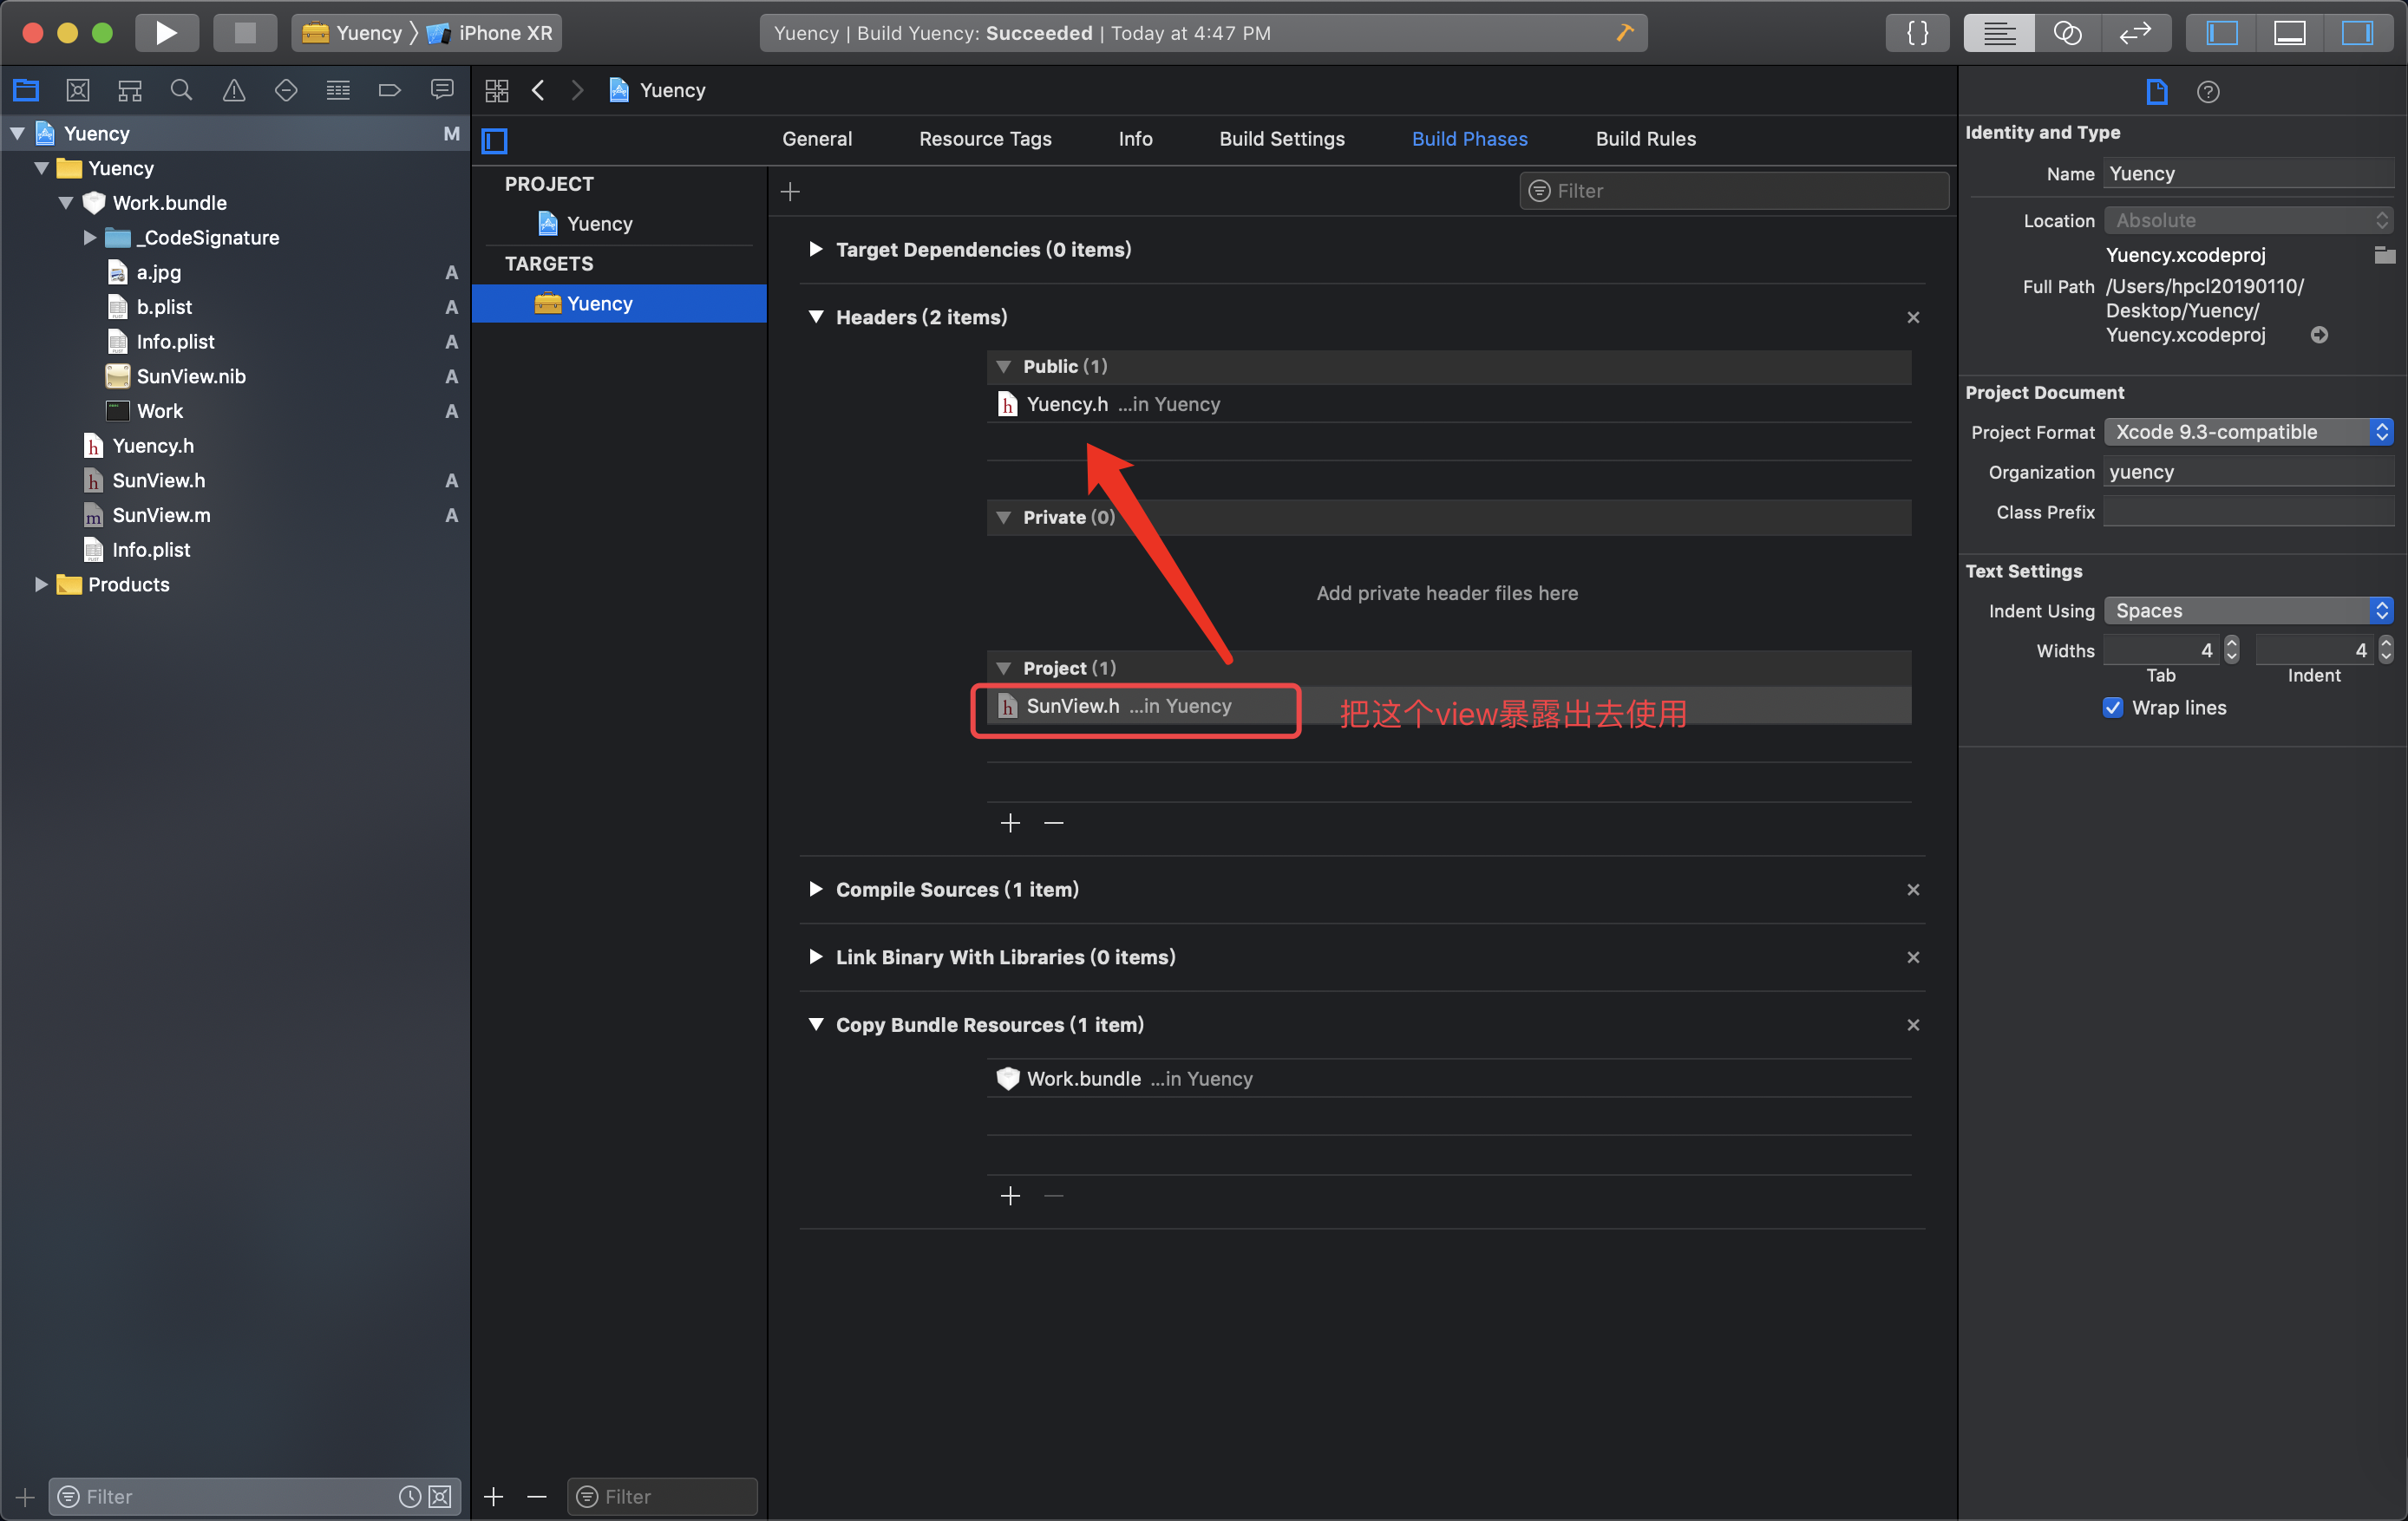 Yuency 〉 iPhone XR
Yuency | Build Yuency: Succeeded | Today at 4:47 PM
{ }
Yuency M
Yuency
Work.bundle
_CodeSignature
a.jpg A
b.plist A
Info.plist A
SunView.nib A
Work A
Yuency.h
SunView.h A
SunView.m A
Info.plist
Products
Filter
Yuency
General Resource Tags Info Build Settings Build Phases Build Rules
PROJECT
Yuency
TARGETS
Yuency
Filter
Filter
Target Dependencies (0 items)
Headers (2 items)
Public (1)
Yuency.h ...in Yuency
Private (0)
Add private header files here
Project (1)
SunView.h ...in Yuency
把这个view暴露出去使用
Compile Sources (1 item)
Link Binary With Libraries (0 items)
Copy Bundle Resources (1 item)
Work.bundle ...in Yuency
Identity and Type
Name Yuency
Location Absolute
Yuency.xcodeproj
Full Path /Users/hpcl20190110/
Desktop/Yuency/
Yuency.xcodeproj
Project Document
Project Format Xcode 9.3-compatible
Organization yuency
Class Prefix
Text Settings
Indent Using Spaces
Widths 4 4
Tab Indent
Wrap lines